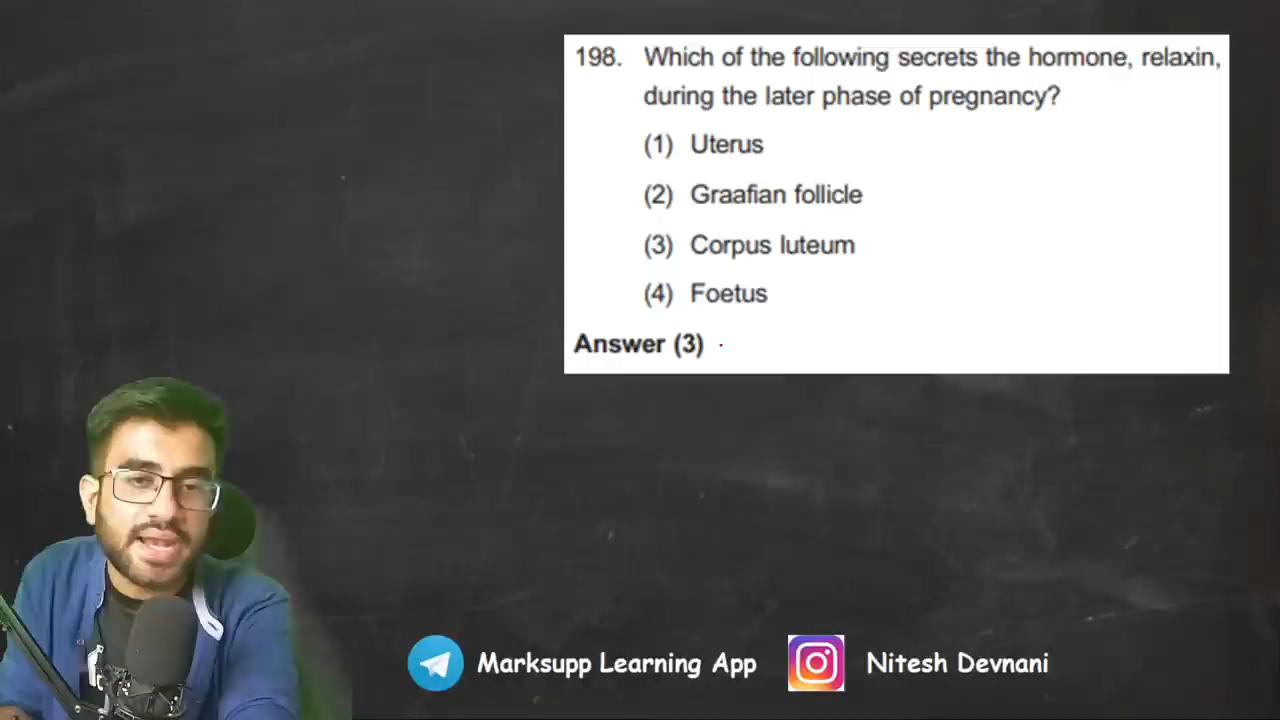 198. Which of the following secrets the hormone, relaxin,
during the later phase of pregnancy?
(1) Uterus
(2) Graafian follicle
(3) Corpus luteum
(4) Foetus
Answer (3)
Marksupp Learning App
Nitesh Devnani